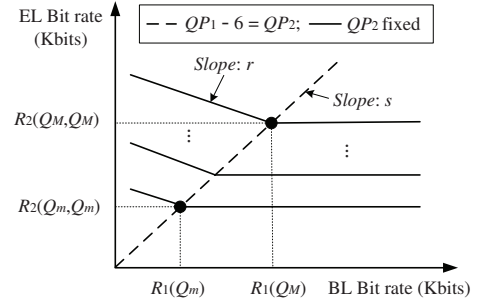 EL Bit rate
(Kbits)
QP1 - 6 = QP2;
QP2 fixed
Slope: r
Slope: s
R2(QM,QM)
...
...
R2(Qm,Qm)
R1(Qm)
R1(QM)
BL Bit rate (Kbits)